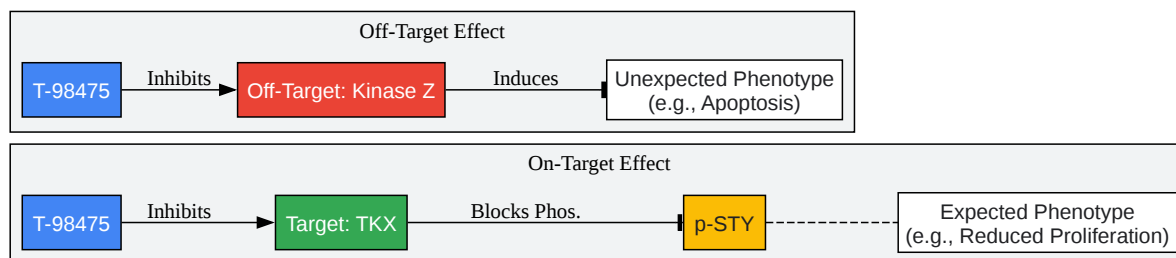 Off-Target Effect
T-98475
Inhibits
Off-Target: Kinase Z
Induces
Unexpected Phenotype
(e.g., Apoptosis)
On-Target Effect
T-98475
Inhibits
Target: TKX
Blocks Phos.
p-STY
Expected Phenotype
(e.g., Reduced Proliferation)